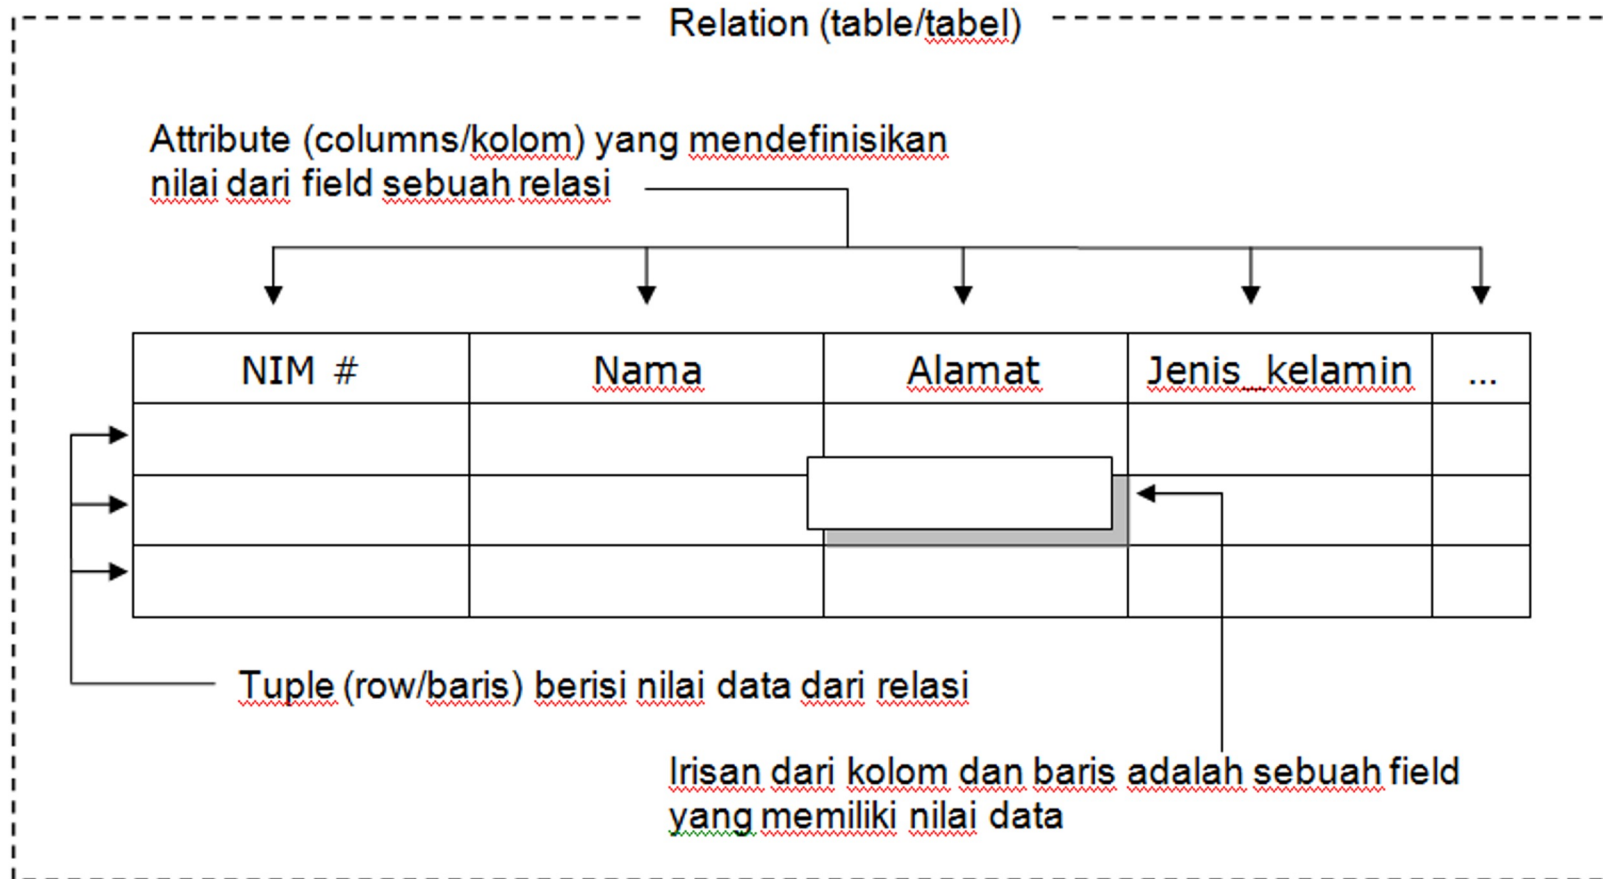 Relation (table/tabel)
Attribute (columns/kolom) yang mendefinisikan
nilai dari field sebuah relasi
NIM # Nama Alamat Jenis_kelamin ...
Tuple (row/baris) berisi nilai data dari relasi
Irisan dari kolom dan baris adalah sebuah field
yang memiliki nilai data